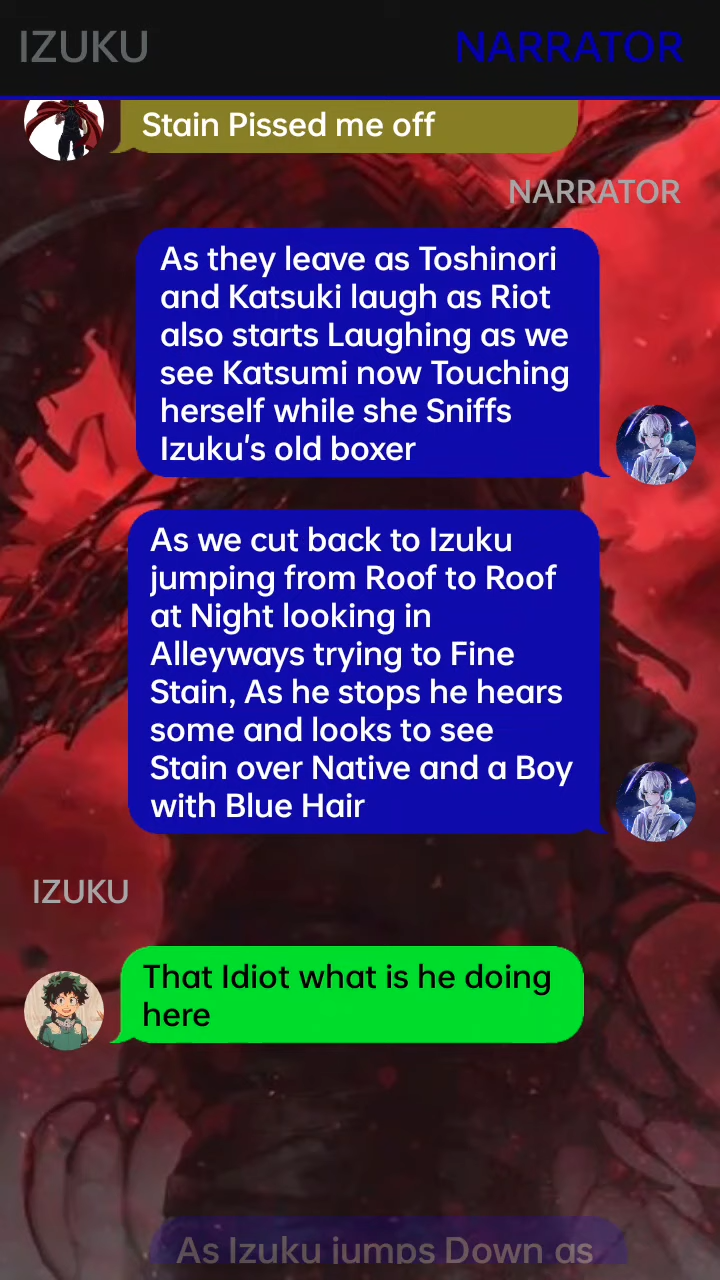 IZUKU
NARRATOR
Stain Pissed me off
NARRATOR
As they leave as Toshinori
and Katsuki laugh as Riot
also starts Laughing as we
see Katsumi now Touching
herself while she Sniffs
Izuku's old boxer
As we cut back to Izuku
jumping from Roof to Roof
at Night looking in
Alleyways trying to Fine
Stain, As he stops he hears
some and looks to see
Stain over Native and a Boy
with Blue Hair
IZUKU
That Idiot what is he doing
here
As Izuku jumps Down as